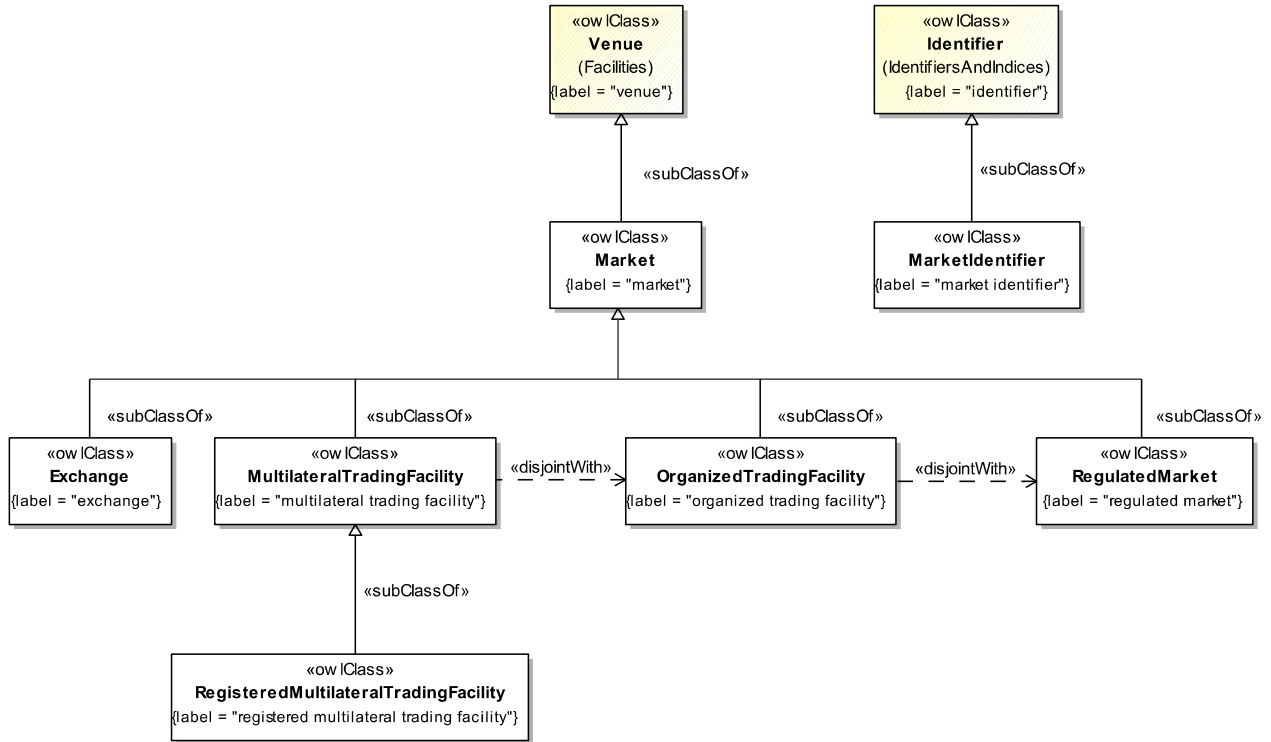 «owlClass»
Venue
(Facilities)
{label = "venue"}
«owlClass»
Identifier
(IdentifiersAndIndices)
{label = "identifier"}
«subClassOf»
«subClassOf»
«owlClass»
Market
{label = "market"}
«owlClass»
MarketIdentifier
{label = "market identifier"}
«subClassOf»
«subClassOf»
«subClassOf»
«subClassOf»
«owlClass»
Exchange
{label = "exchange"}
«owlClass»
MultilateralTradingFacility
{label = "multilateral trading facility"}
«disjointWith»
«owlClass»
OrganizedTradingFacility
{label = "organized trading facility"}
«disjointWith»
«owlClass»
RegulatedMarket
{label = "regulated market"}
«subClassOf»
«owlClass»
RegisteredMultilateralTradingFacility
{label = "registered multilateral trading facility"}